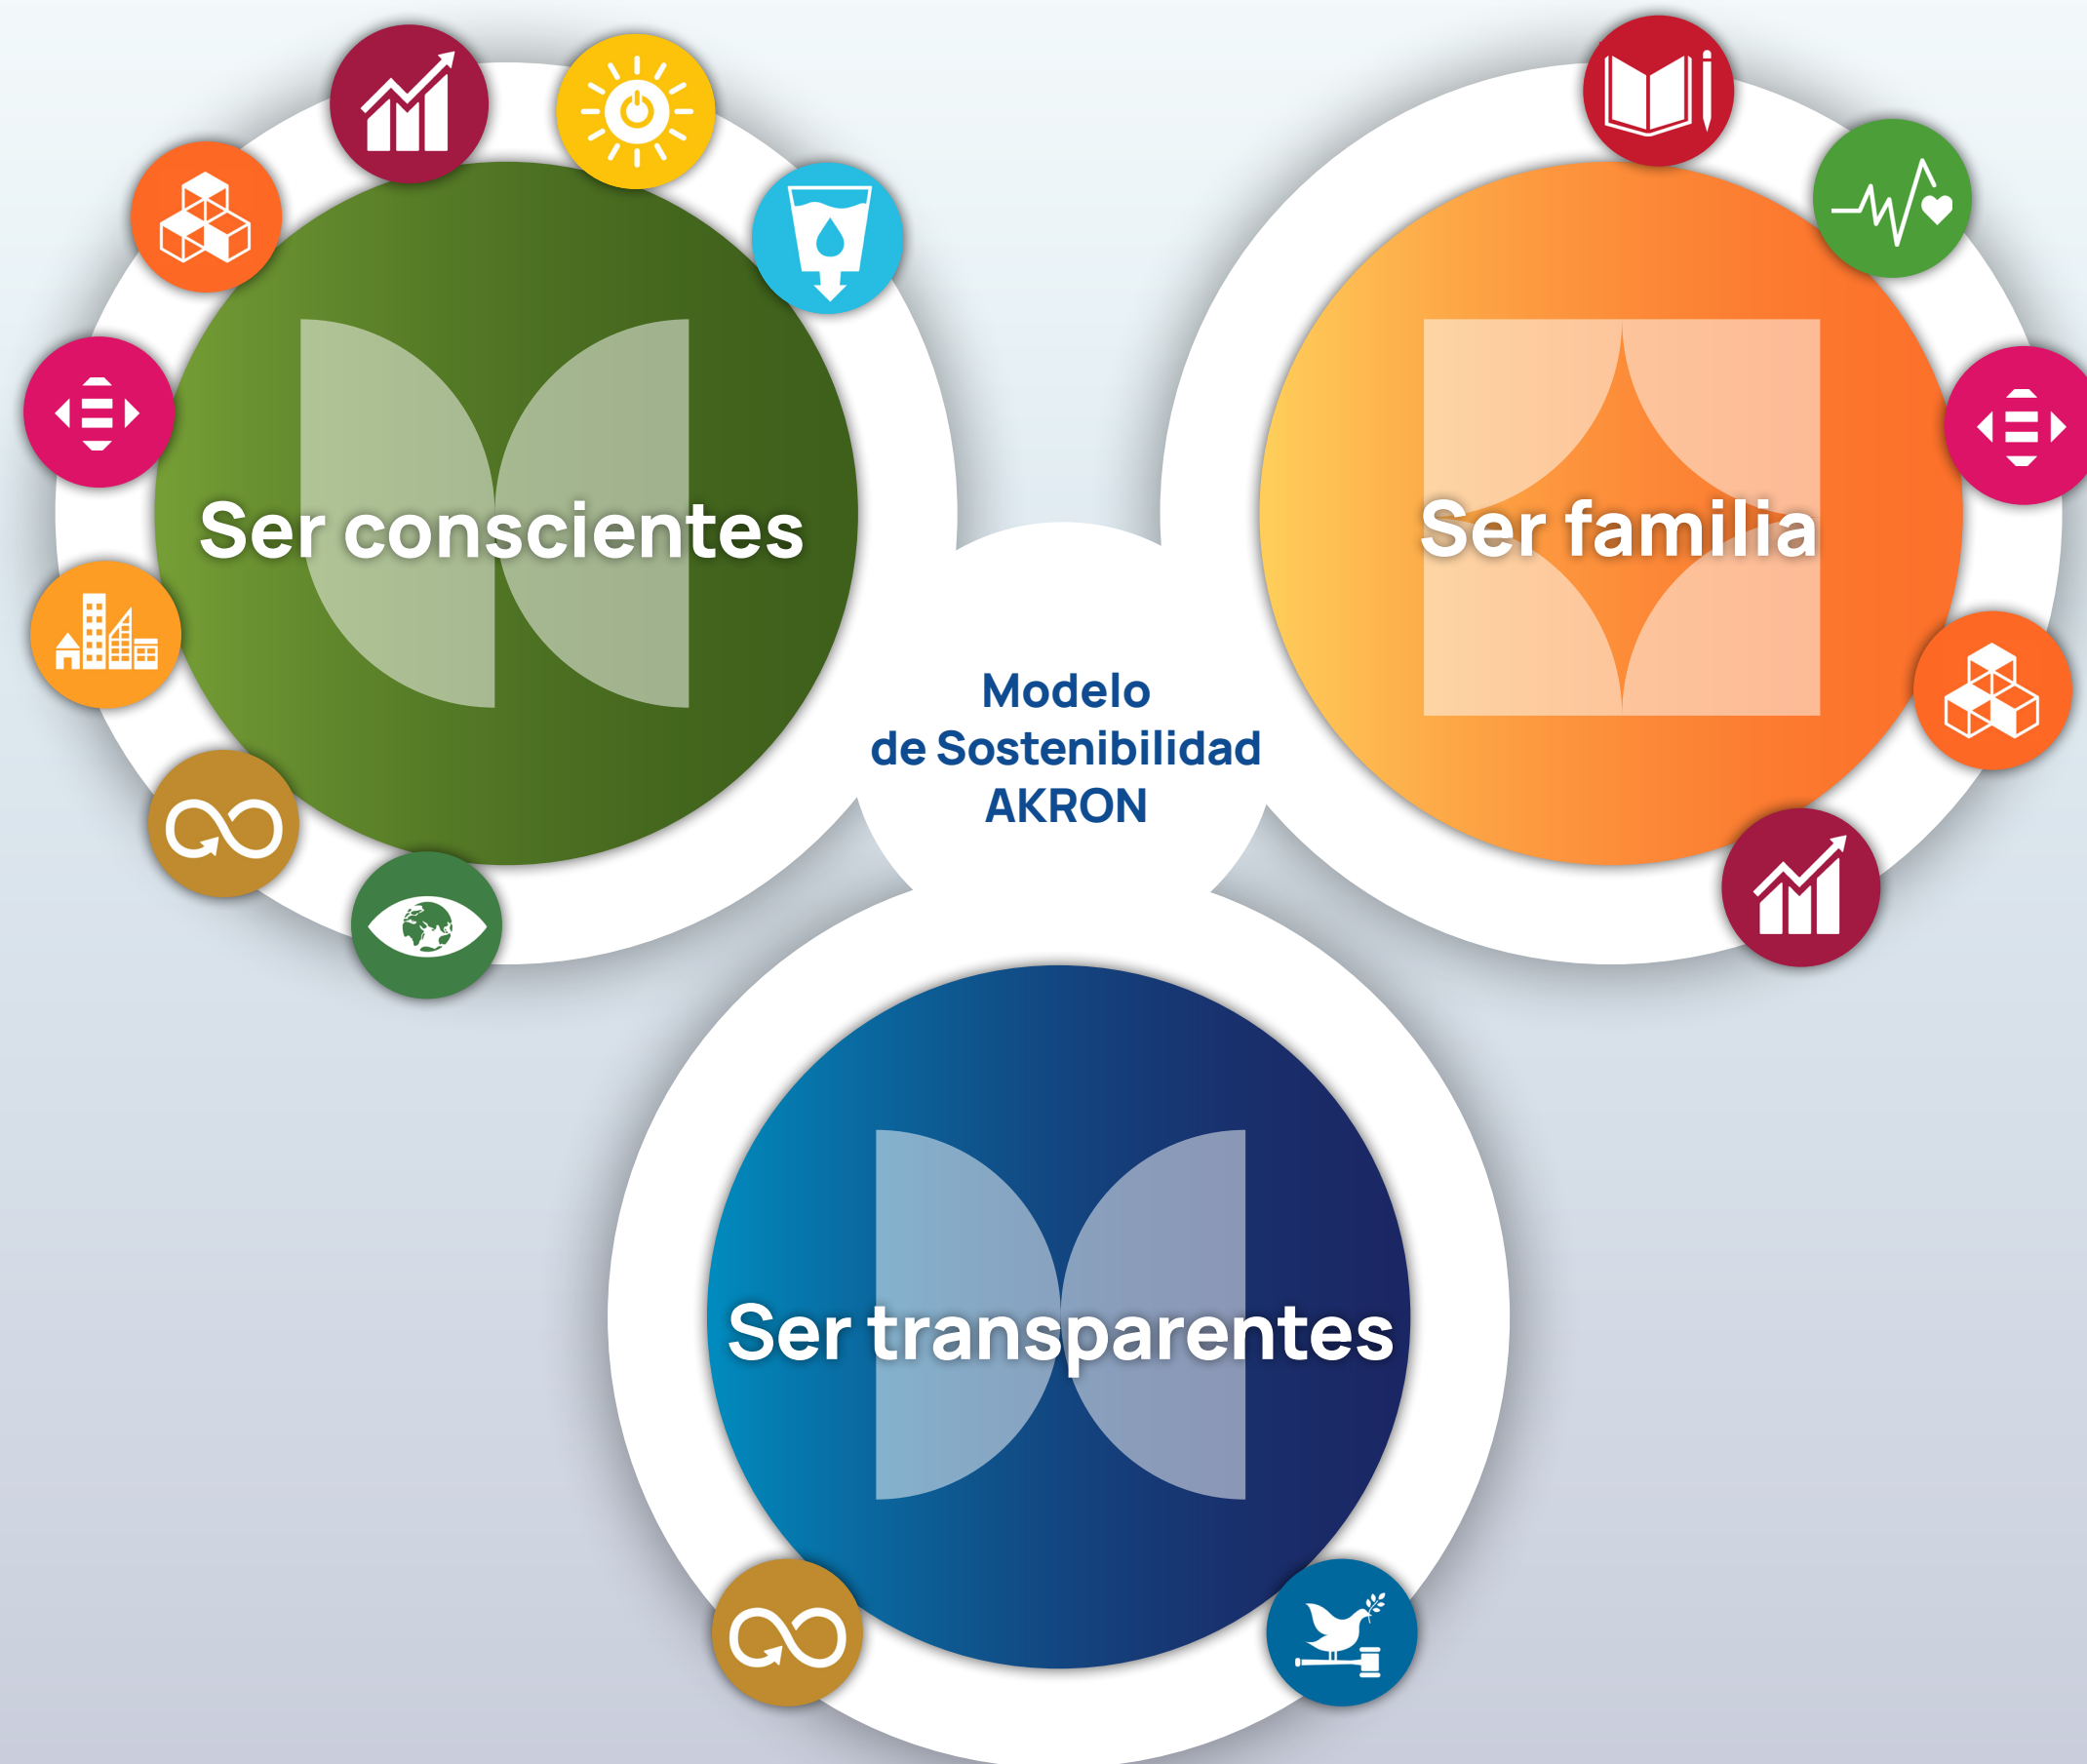 Ser conscientes
Ser familia
Modelo
de Sostenibilidad
AKRON
Ser transparentes